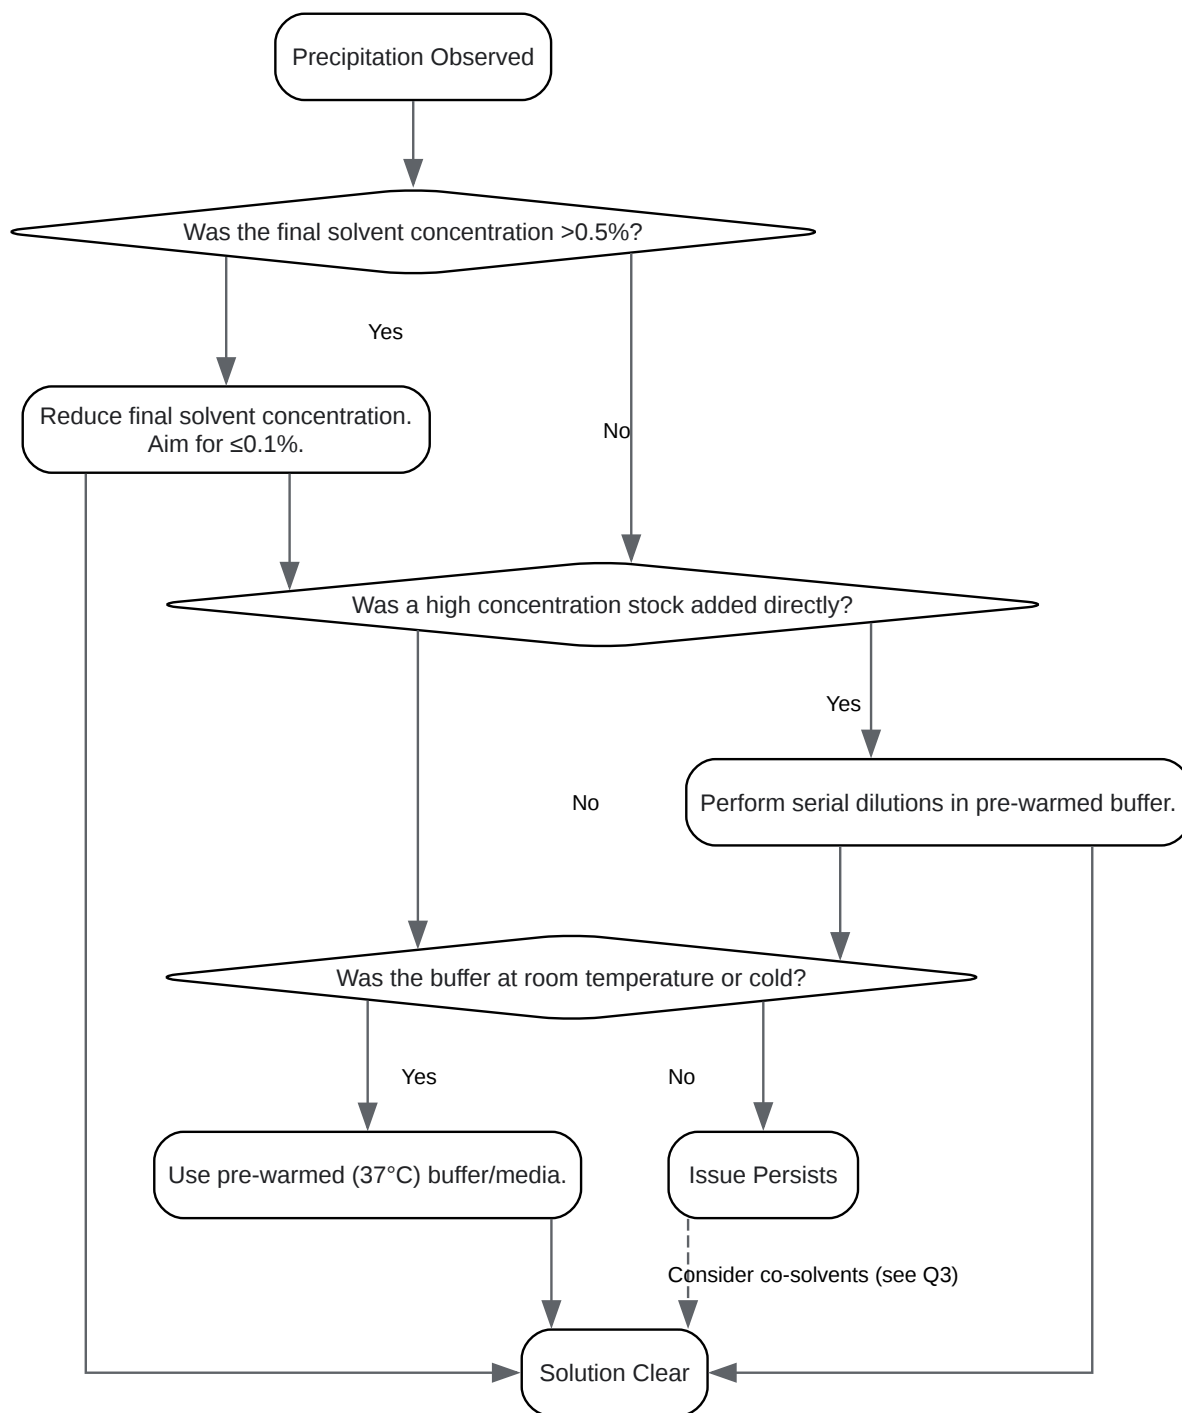 Precipitation Observed
Was the final solvent concentration >0.5%?
Yes
Reduce final solvent concentration.
Aim for ≤0.1%.
No
Was a high concentration stock added directly?
Yes
No
Perform serial dilutions in pre-warmed buffer.
Was the buffer at room temperature or cold?
Yes
No
Use pre-warmed (37°C) buffer/media.
Issue Persists
Consider co-solvents (see Q3)
Solution Clear